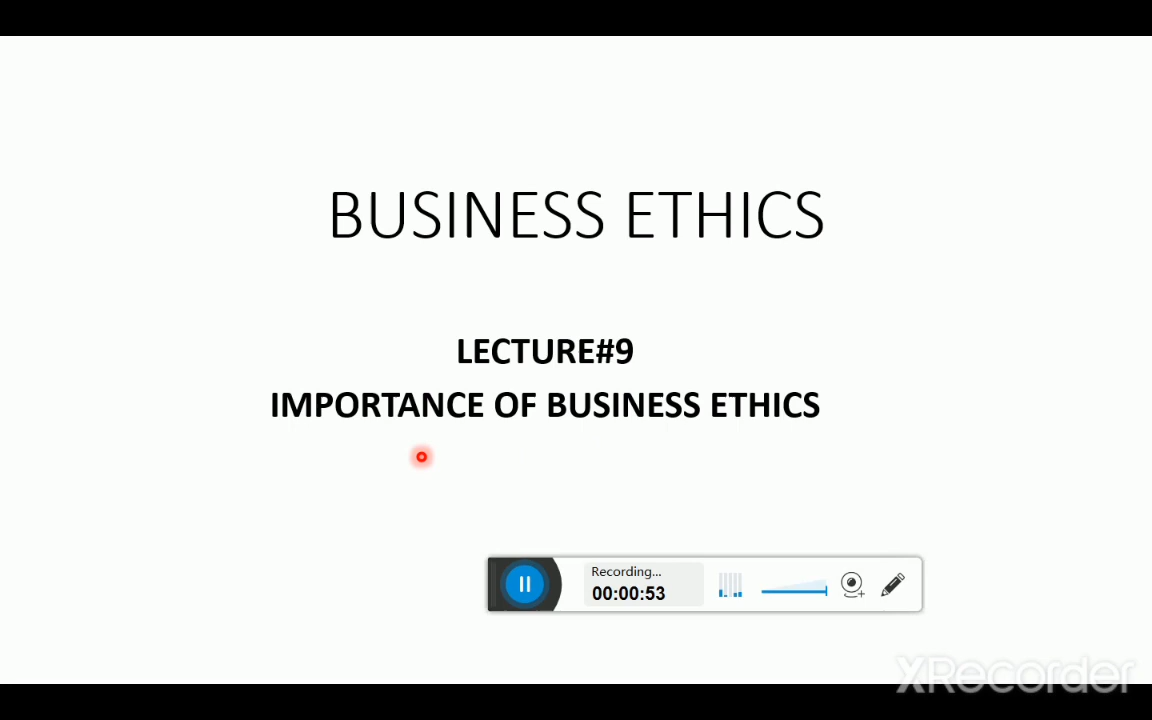 BUSINESS ETHICS
LECTURE#9
IMPORTANCE OF BUSINESS ETHICS
Recording...
00:00:53
XRecorder